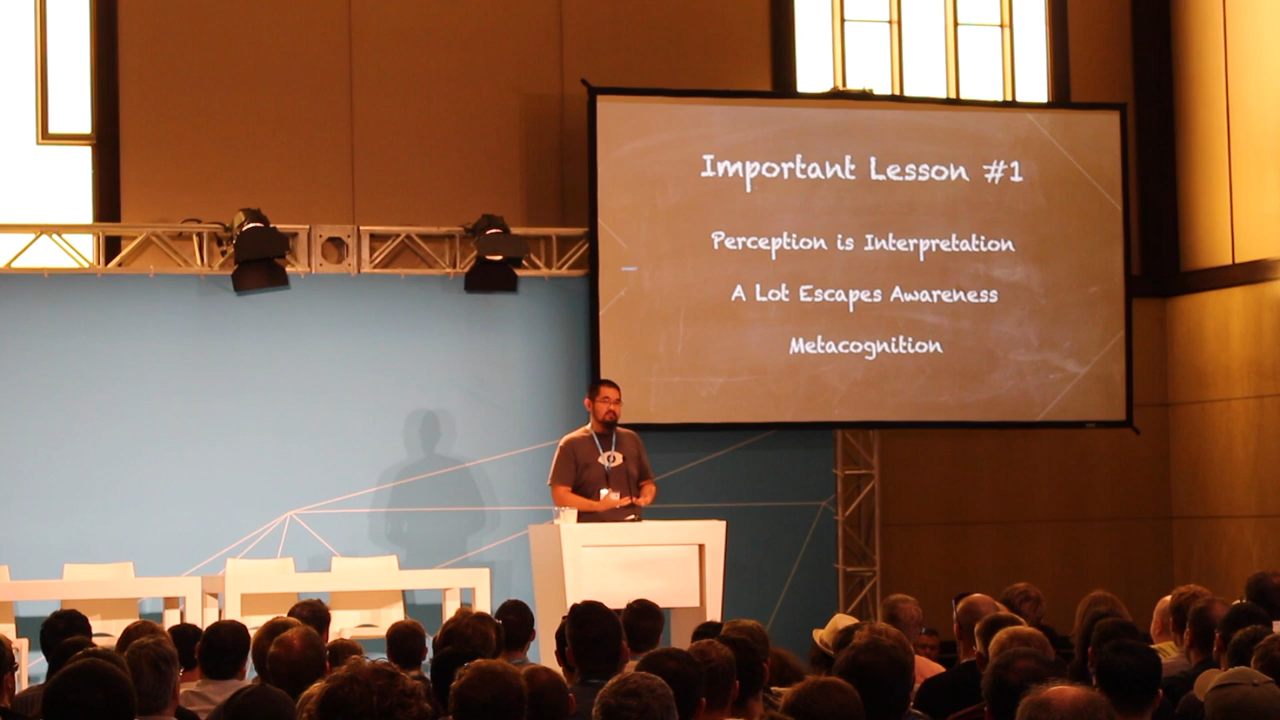 Important Lesson #1
Perception is Interpretation
A Lot Escapes Awareness
Metacognition